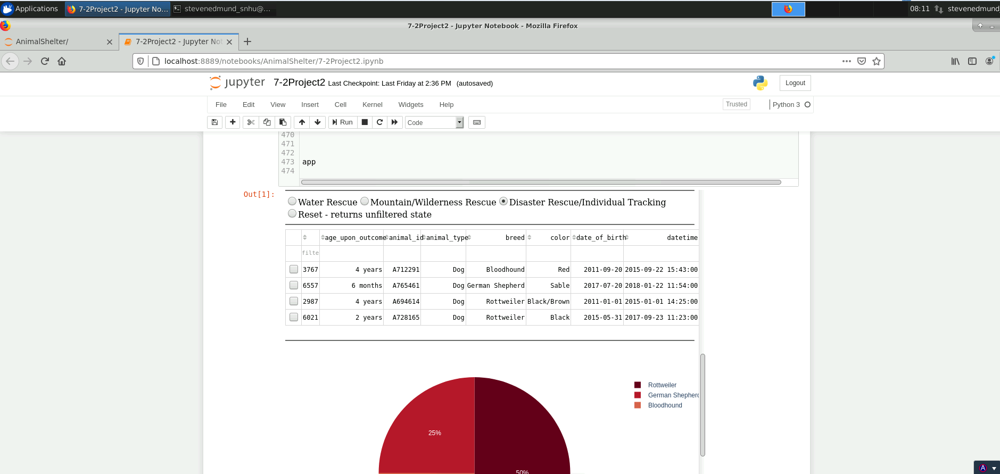 Applications
7-2Project2 - Jupyter No...
stevenedmund_snhu@...
08:11
stevenedmund
7-2Project2 - Jupyter Notebook - Mozilla Firefox
AnimalShelter/
7-2Project2 - Jupyter Not
localhost:8889/notebooks/AnimalShelter/7-2Project2.ipynb
jupyter 7-2Project2 Last Checkpoint: Last Friday at 2:36 PM (autosaved)
Logout
File Edit View Insert Cell Kernel Widgets Help
Trusted
Python 3
Run
Code
470
471
472
473 app
474
Out[1]:
Water Rescue Mountain/Wilderness Rescue Disaster Rescue/Individual Tracking
Reset - returns unfiltered state
age_upon_outcome animal_id animal_type breed color date_of_birth datetime
filte
3767 4 years A712291 Dog Bloodhound Red 2011-09-20 2015-09-22 15:43:00
6557 6 months A765461 Dog German Shepherd Sable 2017-07-20 2018-01-22 11:54:00
2987 4 years A694614 Dog Rottweiler Black/Brown 2011-01-01 2015-01-01 14:25:00
6021 2 years A728165 Dog Rottweiler Black 2015-05-31 2017-09-23 11:23:00
Rottweiler
German Shepherd
Bloodhound
25%
50%
A